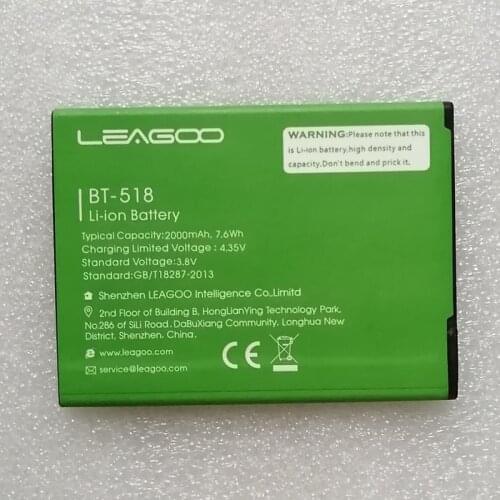 LEAGOO
WARNING:Please note that this
is Li-ion battery,high density and
capacity.Don't bend and prick it.
BT-518
Li-ion Battery
Typical Capacity:2000mAh, 7.6Wh
Charging Limited Voltage : 4.35V
Standard Voltage:3.8V
Standard:GB/T18287-2013
Shenzhen LEAGOO Intelligence Co.,Limitd
2nd Floor of Building B, HongLianYing Technology Park,
No.286 of SiLi Road, DaBuXiang Community, Longhua New
District, Shenzhen, China.
www.leagoo.com
service@leagoo.com
CE